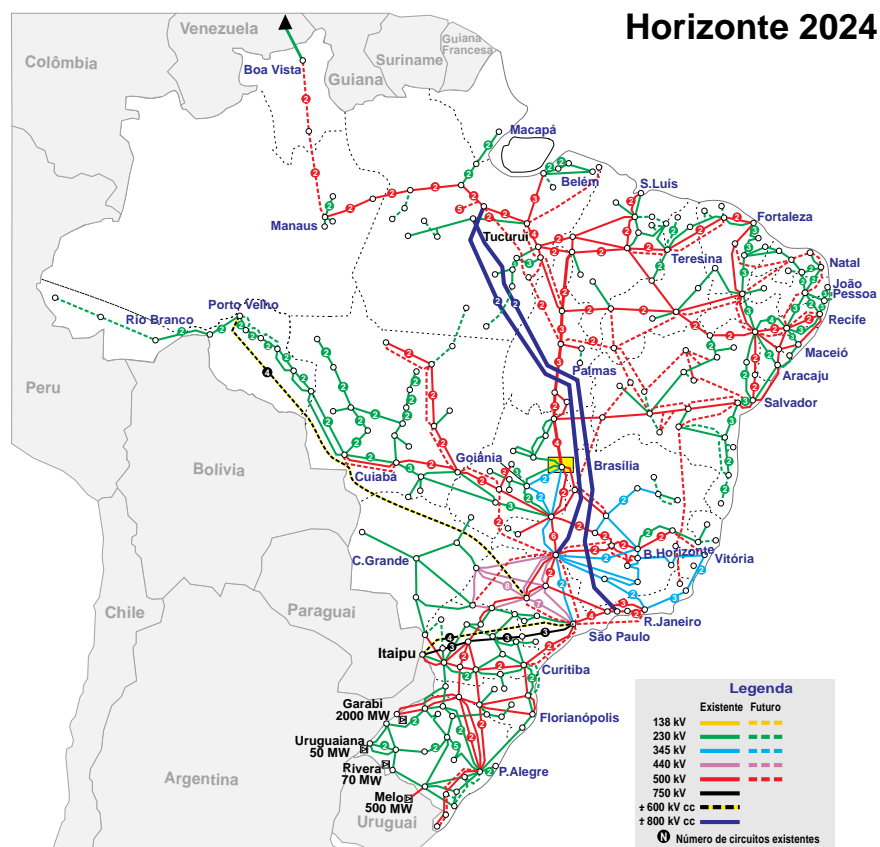 Horizonte 2024
Venezuela
Guiana
Francesa
Suriname
Colômbia
Boa Vista
Guiana
Macapá
Belém
S.Luís
Manaus
Fortaleza
Tucuruí
Teresina
Natal
João
Pessoa
Porto Velho
Rio Branco
Recife
Maceió
Peru
Palmas
Aracaju
Salvador
Goiânia
Brasília
Bolivia
Cuiabá
B.Horizonte
Vitória
C.Grande
Chile
Paraguai
R.Janeiro
São Paulo
Itaipu
Curitiba
Garabi
2000 MW
Florianópolis
Uruguaiana
50 MW
Rivera
70 MW
P.Alegre
Argentina
Melo
500 MW
Uruguai
Legenda
Existente Futuro
138 kV
230 kV
345 kV
440 kV
500 kV
750 kV
±600 kV cc
±800 kV cc
N Número de circuitos existentes